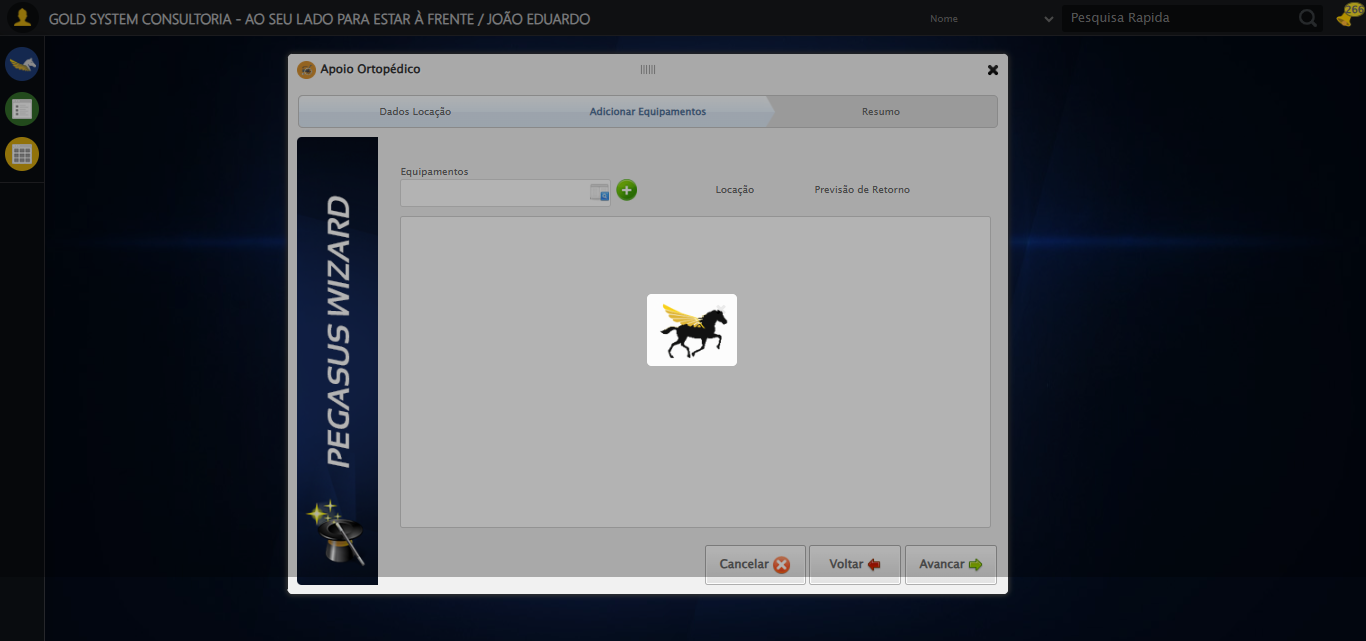 GOLD SYSTEM CONSULTORIA - AO SEU LADO PARA ESTAR À FRENTE / JOÃO EDUARDO
Nome
Pesquisa Rapida
266
Apoio Ortopédico
Dados Locação
Adicionar Equipamentos
Resumo
PEGASUS WIZARD
Equipamentos
Locação
Previsão de Retorno
Cancelar
Voltar
Avancar